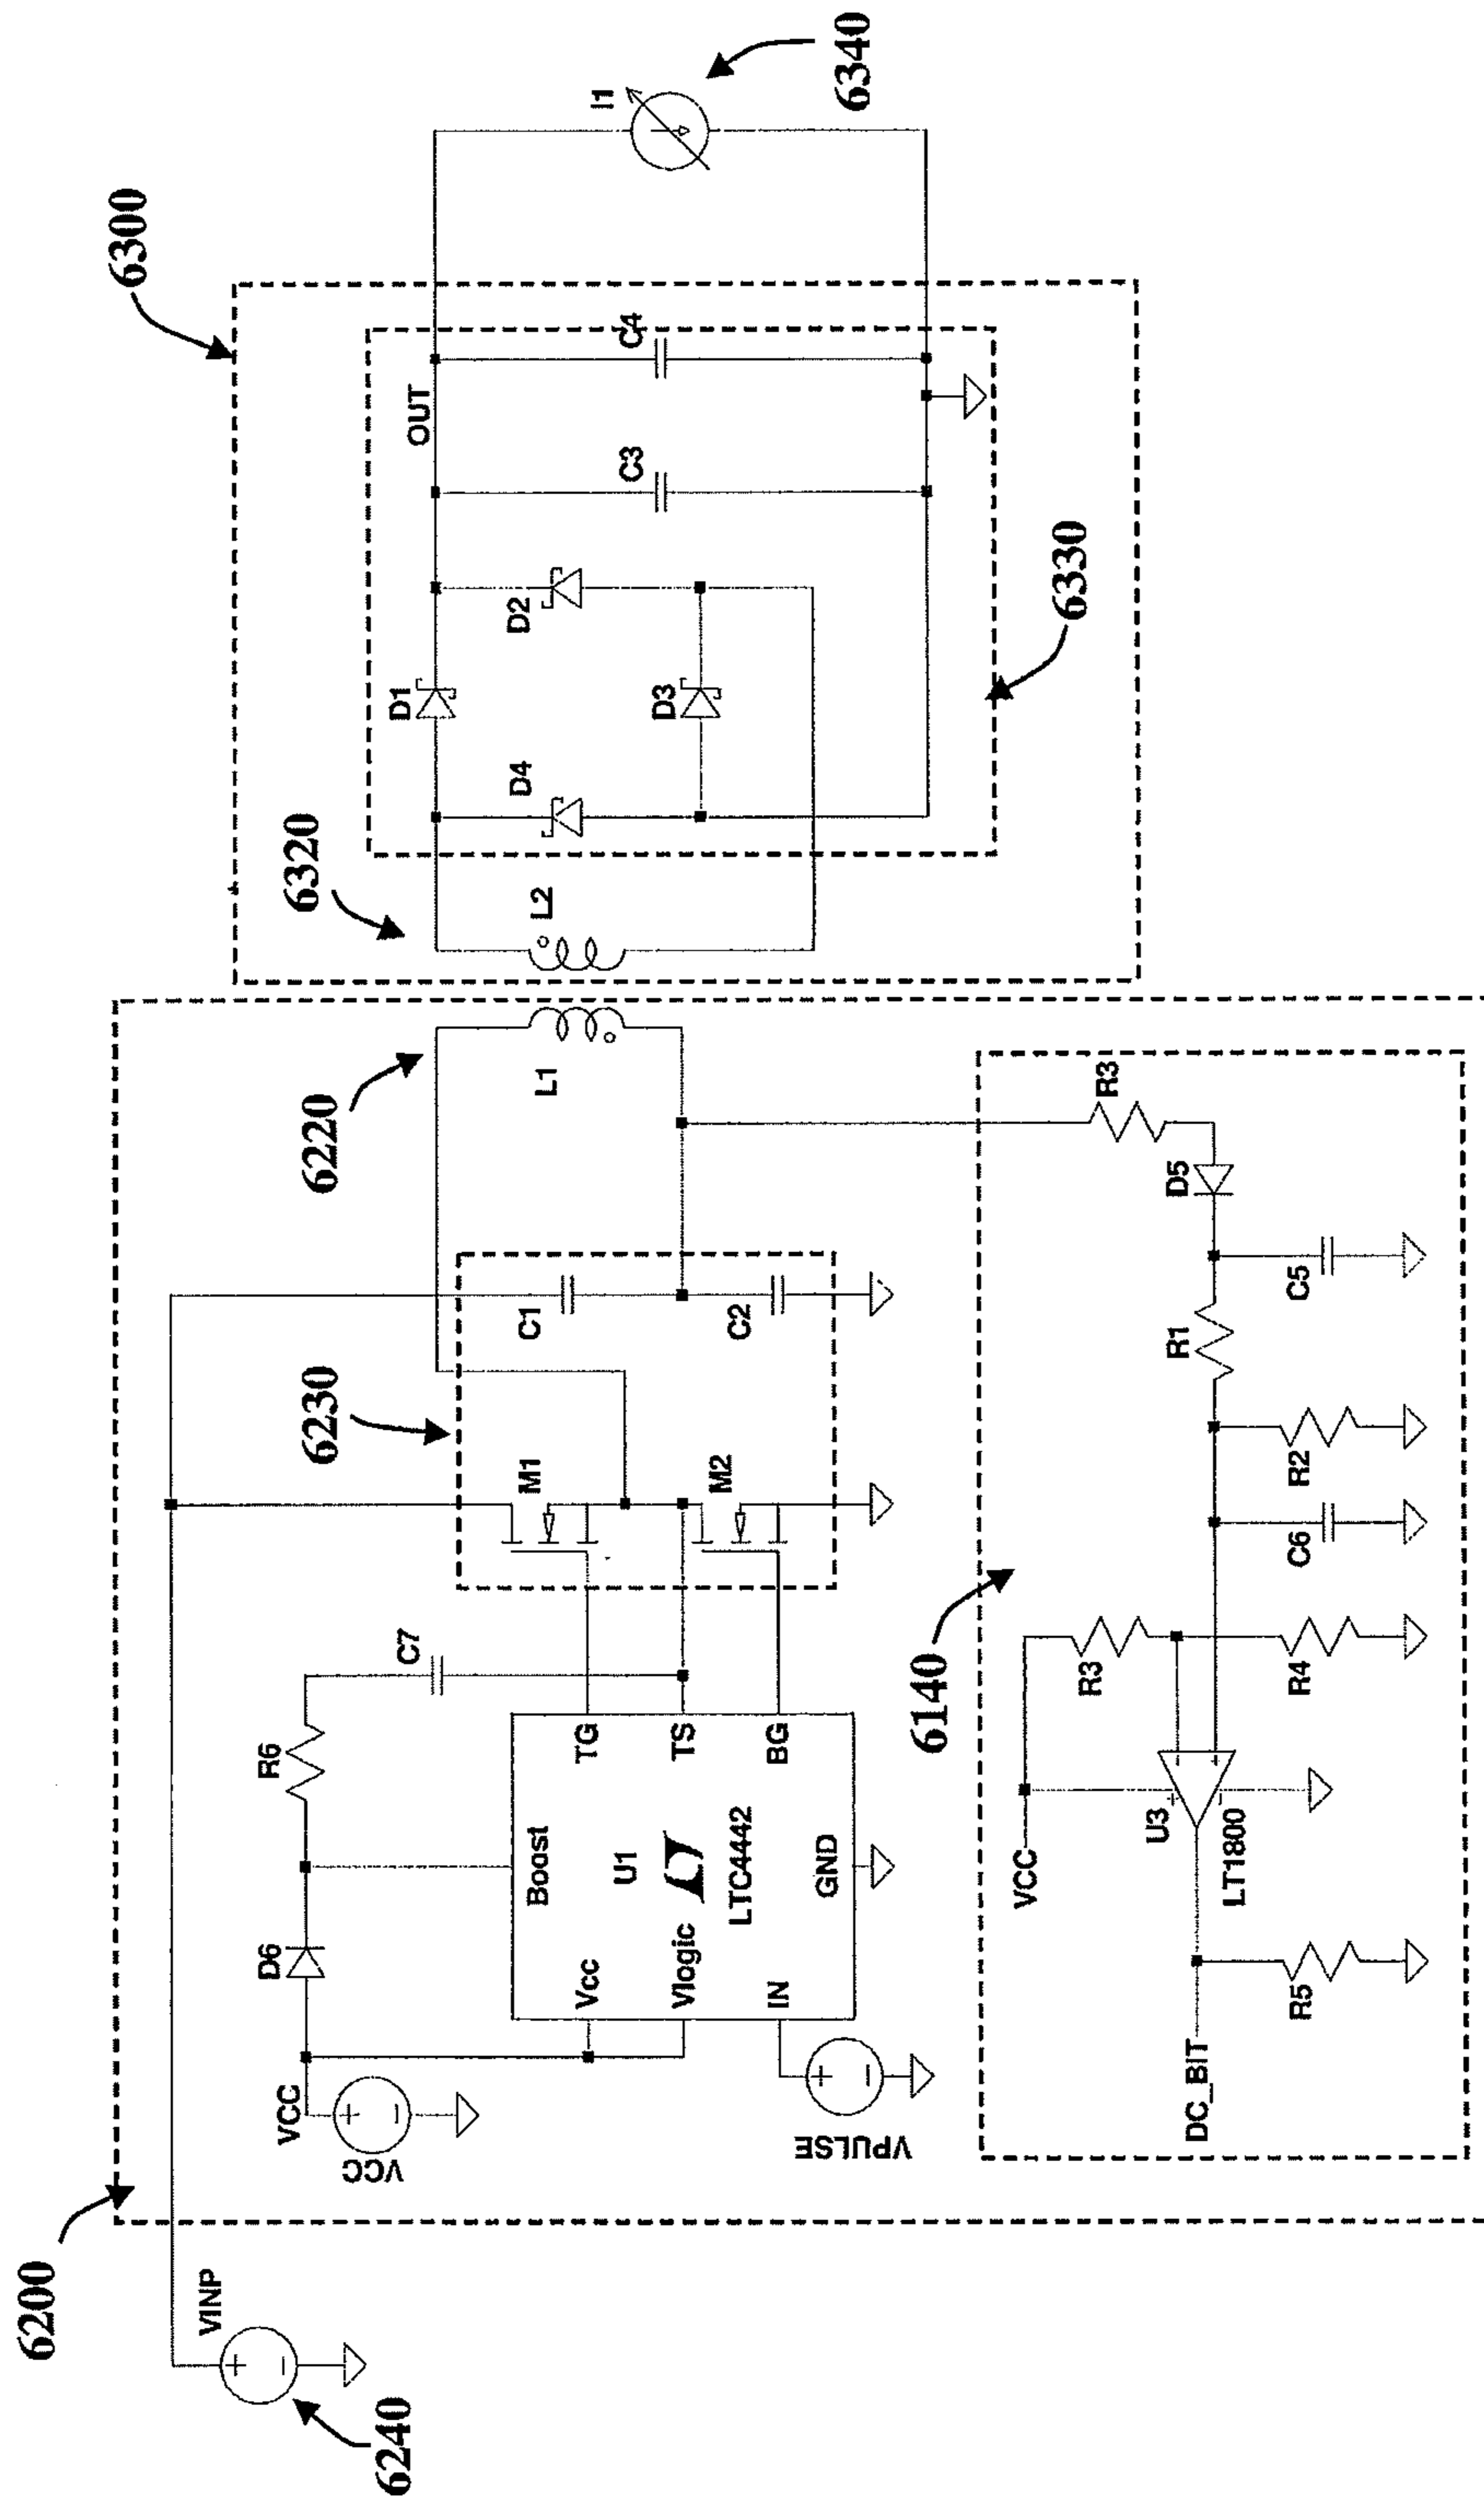 6200
6240
VINP
VCC
VCC
D6
R6
C7
Boost
Vcc
U1
TG
Vlogic
LT
TS
LTC4442
IN
GND
BG
VPULSE
6230
M1
M2
C1
C2
6220
L1
6320
L2
6300
D1
D4
D2
D3
OUT
C3
C4
6330
I1
6340
6140
VCC
U3
+
-
-
+
LT1800
DC_BIT
R5
R3
R4
C6
R2
R1
C5
D5
R3